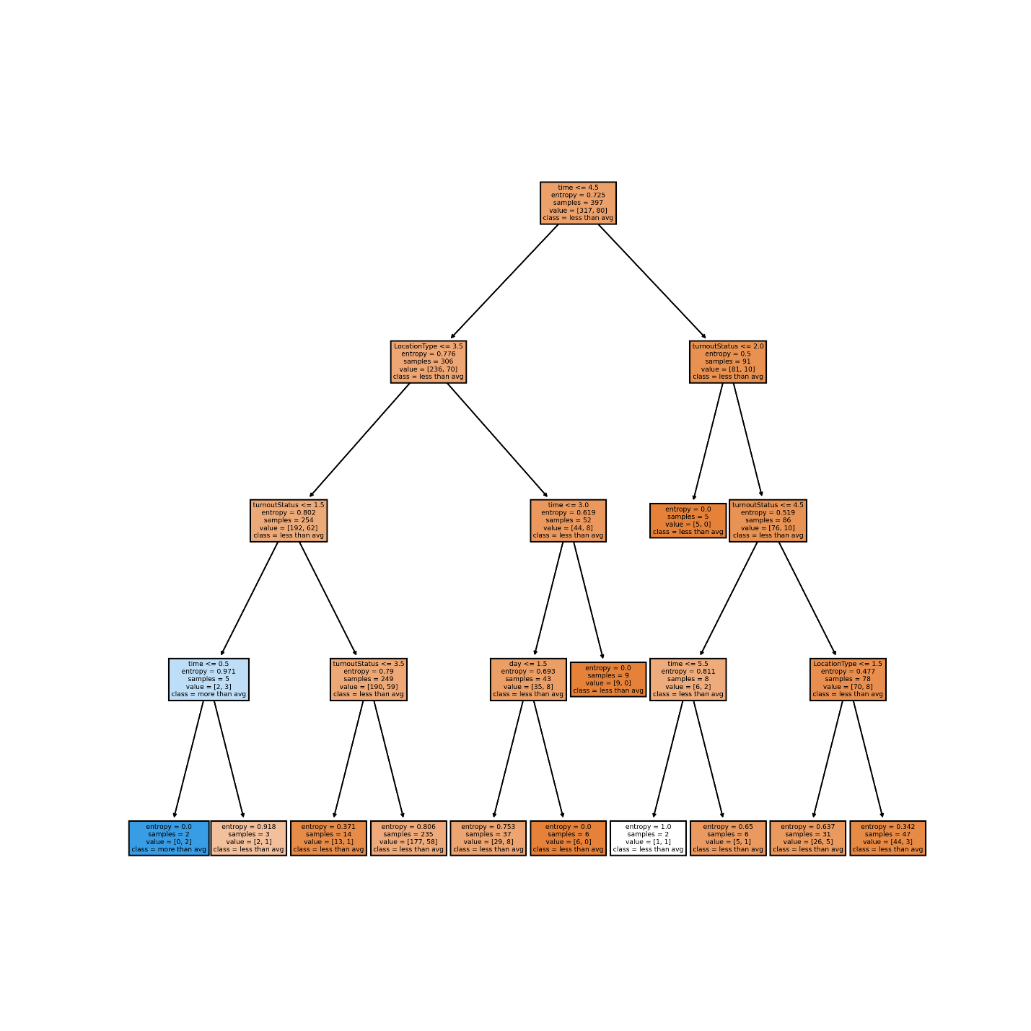 time <= 4.5
entropy = 0.725
samples = 397
value = [317, 80]
class = less than avg
LocationType <= 3.5
entropy = 0.776
samples = 306
value = [236, 70]
class = less than avg
turnoutStatus <= 2.0
entropy = 0.5
samples = 91
value = [81, 10]
class = less than avg
turnoutStatus <= 1.5
entropy = 0.802
samples = 254
value = [192, 62]
class = less than avg
time <= 3.0
entropy = 0.619
samples = 52
value = [44, 8]
class = less than avg
entropy = 0.0
samples = 5
value = [5, 0]
class = less than avg
turnoutStatus <= 4.5
entropy = 0.519
samples = 86
value = [76, 10]
class = less than avg
time <= 0.5
entropy = 0.971
samples = 5
value = [2, 3]
class = more than avg
turnoutStatus <= 3.5
entropy = 0.79
samples = 249
value = [190, 59]
class = less than avg
day <= 1.5
entropy = 0.693
samples = 43
value = [35, 8]
class = less than avg
entropy = 0.0
samples = 9
value = [9, 0]
class = less than avg
time <= 5.5
entropy = 0.811
samples = 8
value = [6, 2]
class = less than avg
LocationType <= 1.5
entropy = 0.477
samples = 78
value = [70, 8]
class = less than avg
entropy = 0.0
samples = 2
value = [0, 2]
class = more than avg
entropy = 0.918
samples = 3
value = [2, 1]
class = less than avg
entropy = 0.371
samples = 14
value = [13, 1]
class = less than avg
entropy = 0.806
samples = 235
value = [177, 58]
class = less than avg
entropy = 0.753
samples = 37
value = [29, 8]
class = less than avg
entropy = 0.0
samples = 6
value = [6, 0]
class = less than avg
entropy = 1.0
samples = 2
value = [1, 1]
class = less than avg
entropy = 0.65
samples = 6
value = [5, 1]
class = less than avg
entropy = 0.637
samples = 31
value = [26, 5]
class = less than avg
entropy = 0.342
samples = 47
value = [44, 3]
class = less than avg